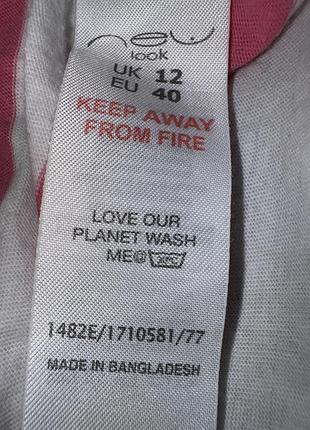 new
look
UK 12
EU 40
KEEP AWAY
FROM FIRE
LOVE OUR
PLANET WASH
ME@ 30°C
1482E/1710581/77
MADE IN BANGLADESH